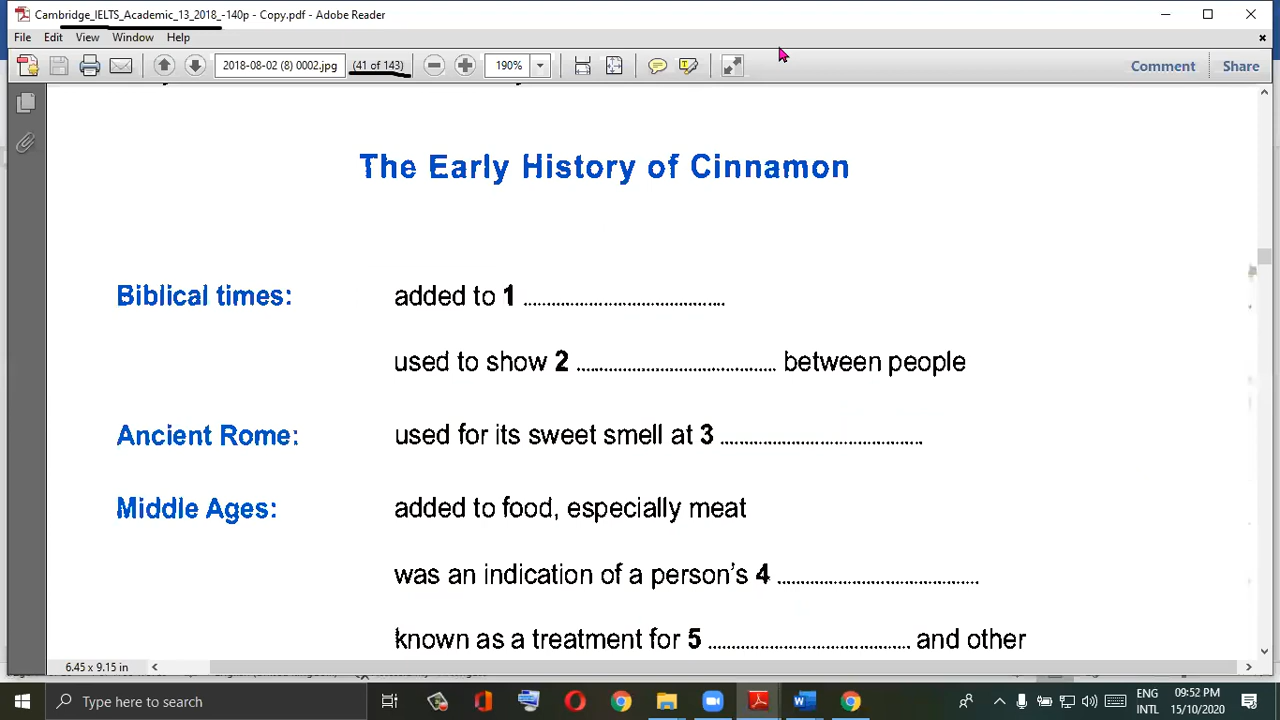 Cambridge_IELTS_Academic_13_2018_-140p - Copy.pdf - Adobe Reader
File Edit View Window Help
2018-08-02 (8) 0002.jpg (41 of 143) 190% Comment Share
The Early History of Cinnamon
Biblical times: added to 1 ............................................
used to show 2 ............................................ between people
Ancient Rome: used for its sweet smell at 3 ............................................
Middle Ages: added to food, especially meat
was an indication of a person's 4 ............................................
known as a treatment for 5 ............................................ and other
6.45 x 9.15 in
Type here to search
ENG 09:52 PM
INTL 15/10/2020